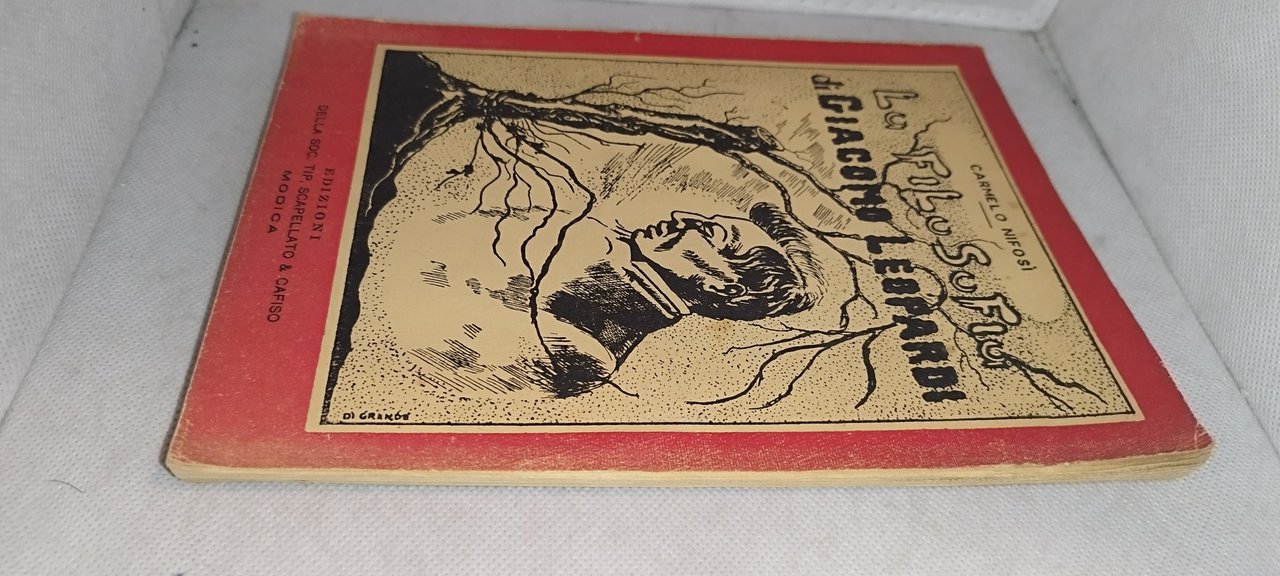 CARMELO NIFOSÌ
La FiLoSoFia
di GIACOMO LEOPARDI
DI GRANDE
EDIZIONI
DELLA SOC. TIP. SCAPELLATO & CAFISO
MODICA